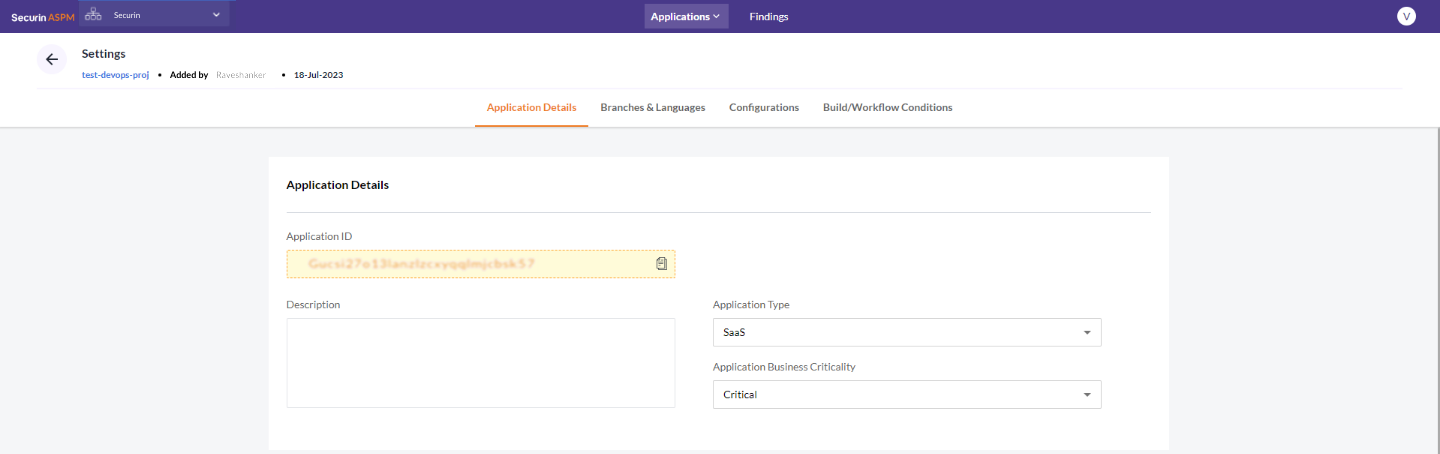 Securin ASPM Securin Applications Findings V
Settings
test-devops-proj • Added by Raveshanker • 18-Jul-2023
Application Details Branches & Languages Configurations Build/Workflow Conditions
Application Details
Application ID
Description Application Type
SaaS
Application Business Criticality
Critical